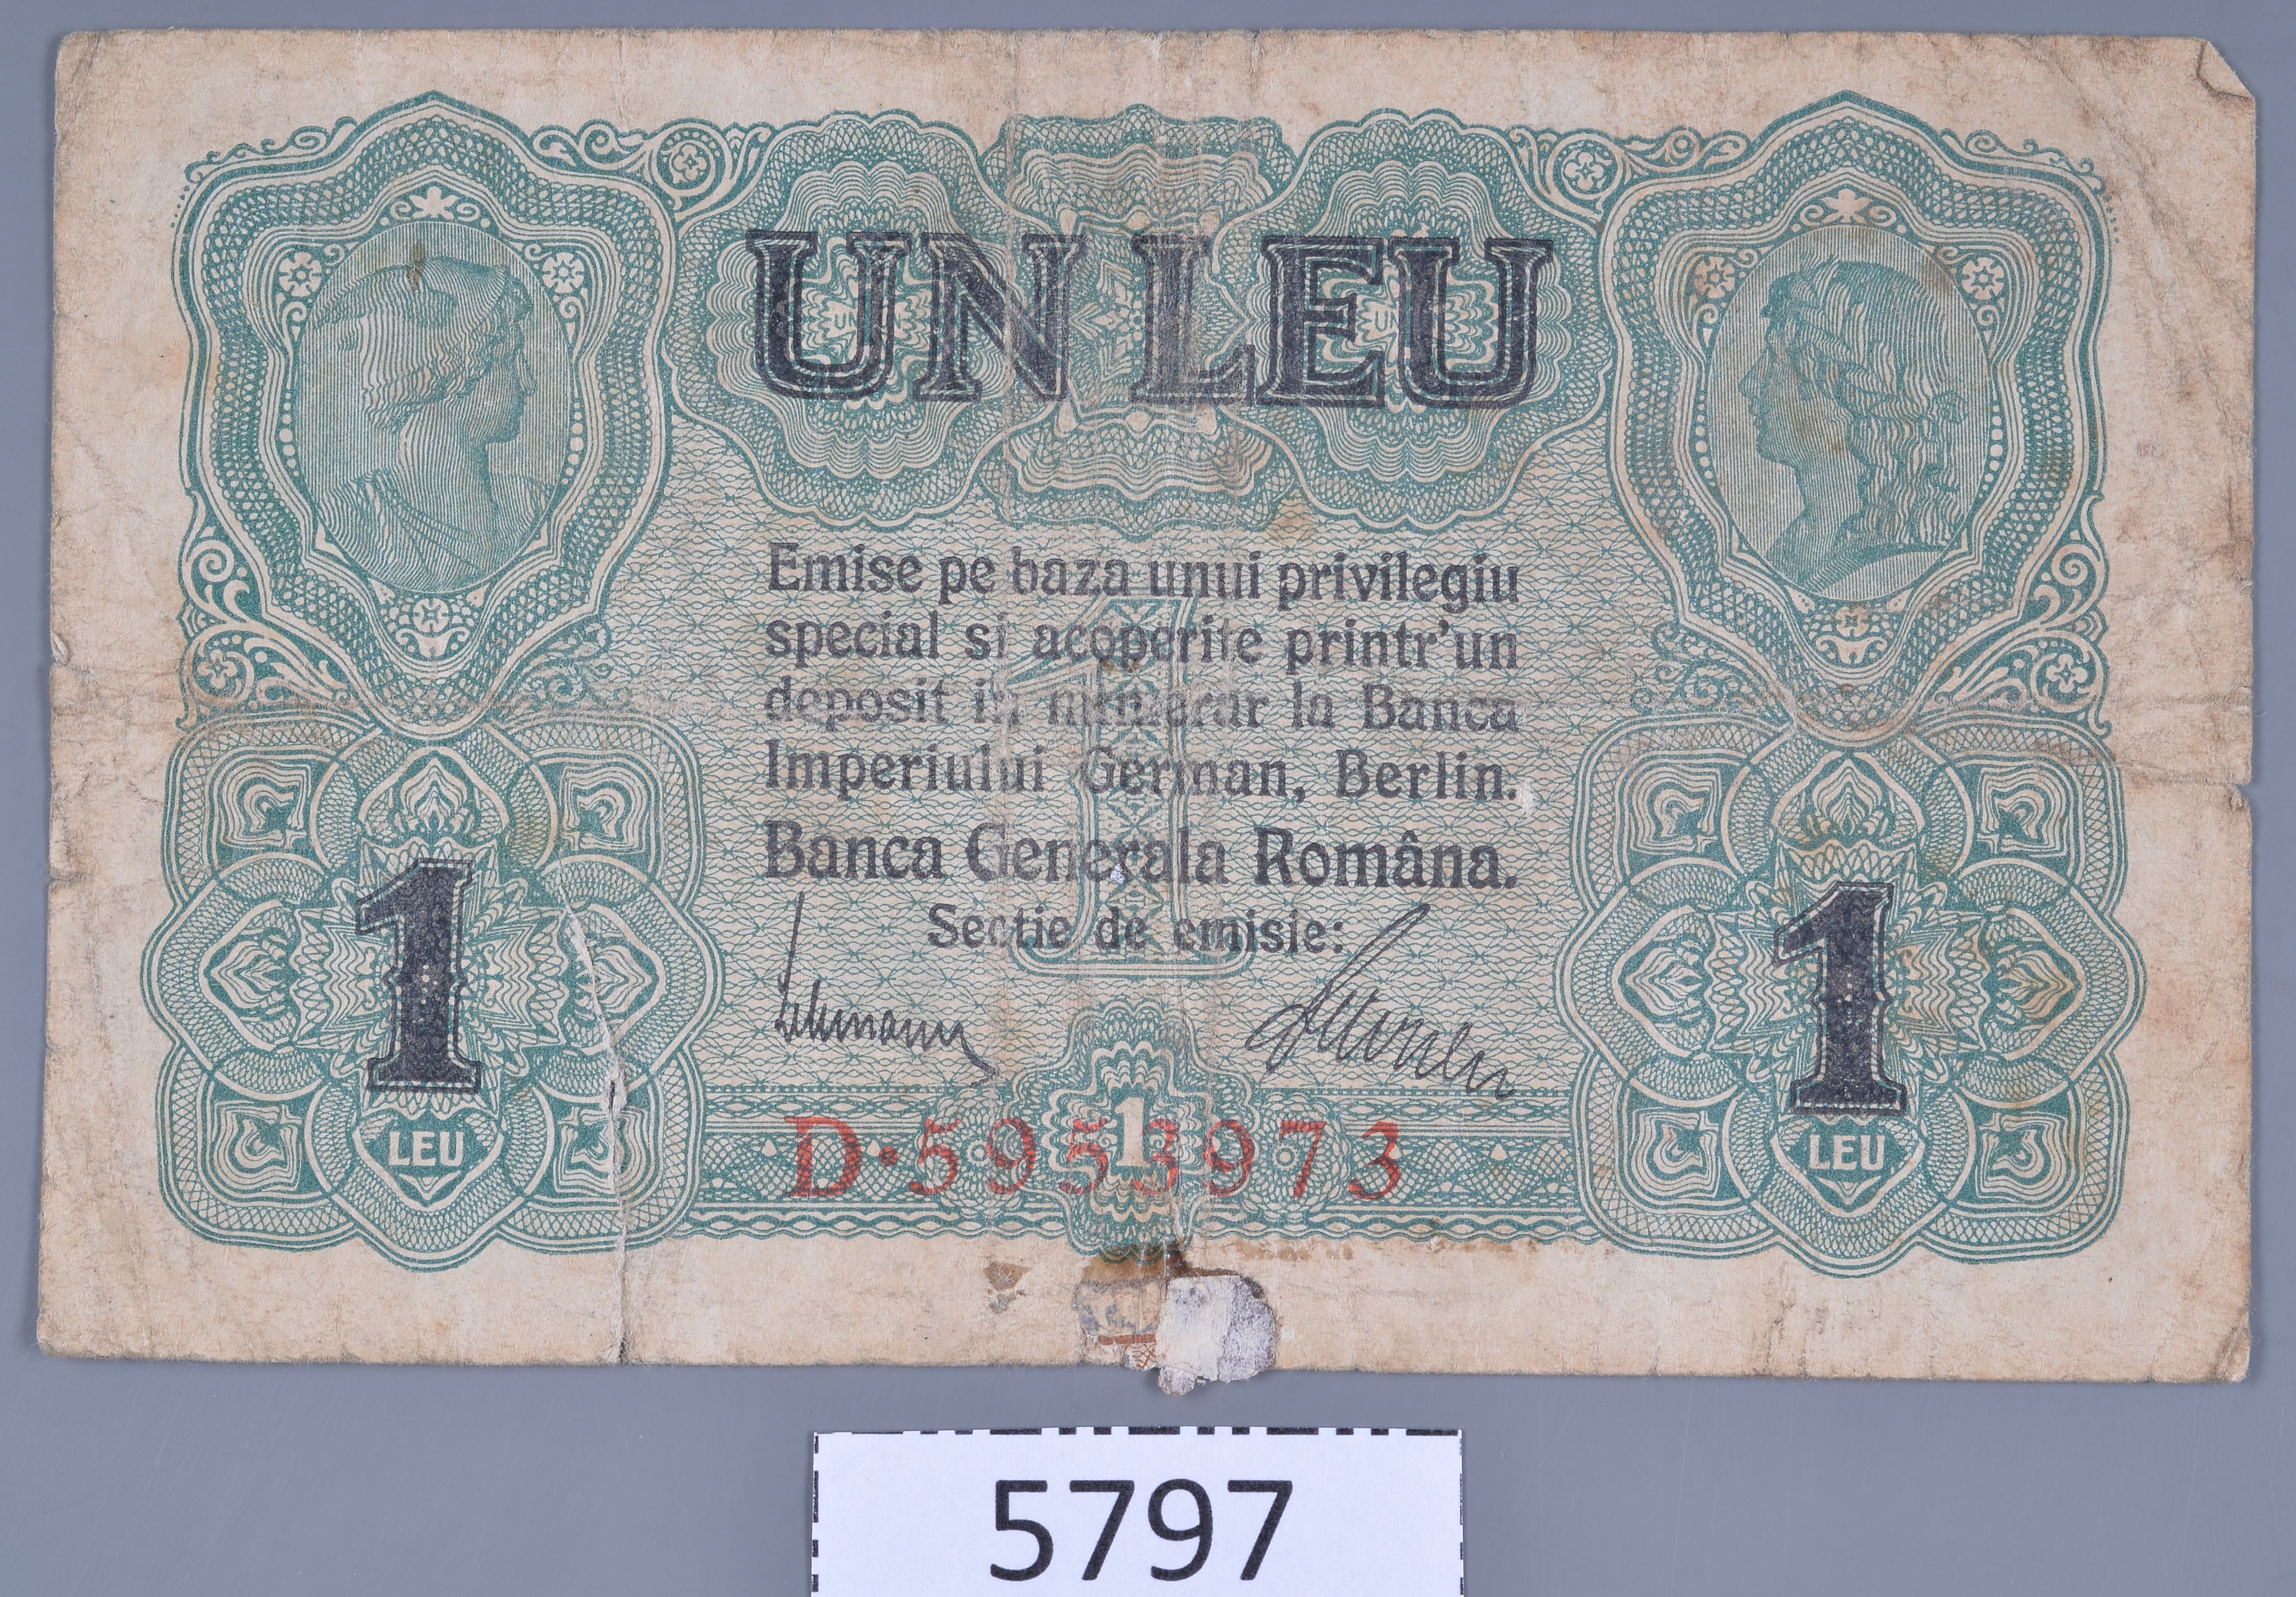 UN LEU
Emise pe baza unui privilegiu
special si acoperite printr'un
deposit in numerar la Banca
Imperiului German, Berlin.
Banca Generala Româna.
Sectie de emisie:
1
1
LEU
LEU
1
D•5953973
5797